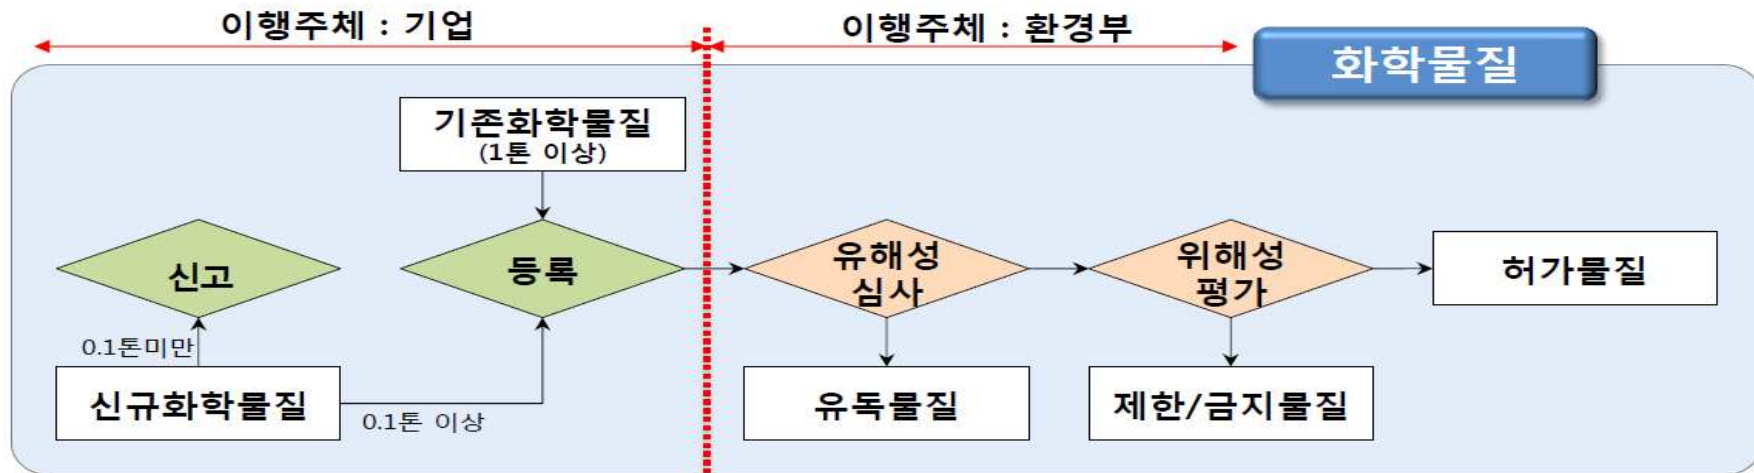 이행주체 : 기업
이행주체 : 환경부
화학물질
기존화학물질
(1톤 이상)
신고
등록
유해성
심사
위해성
평가
허가물질
0.1톤미만
신규화학물질
0.1톤 이상
유독물질
제한/금지물질